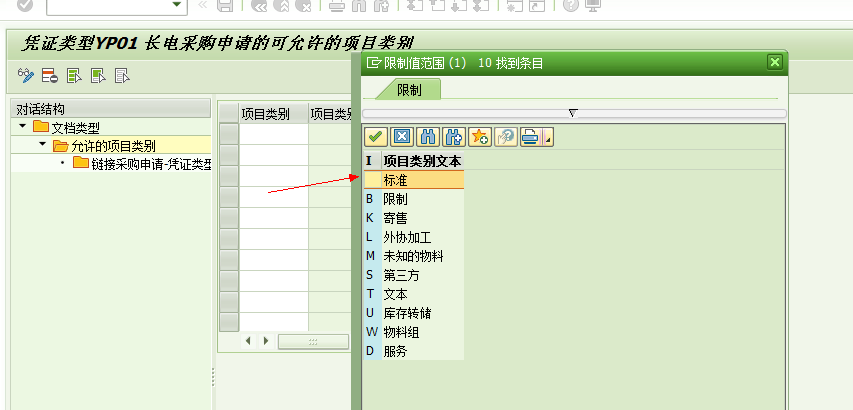 凭证类型YP01 长电采购申请的可允许的项目类别
限制值范围 (1)   10 找到条目
限制
对话结构
文档类型
允许的项目类别
链接采购申请-凭证类型
项目类别 项目类别
I 项目类别文本
标准
B 限制
K 寄售
L 外协加工
M 未知的物料
S 第三方
T 文本
U 库存转储
W 物料组
D 服务